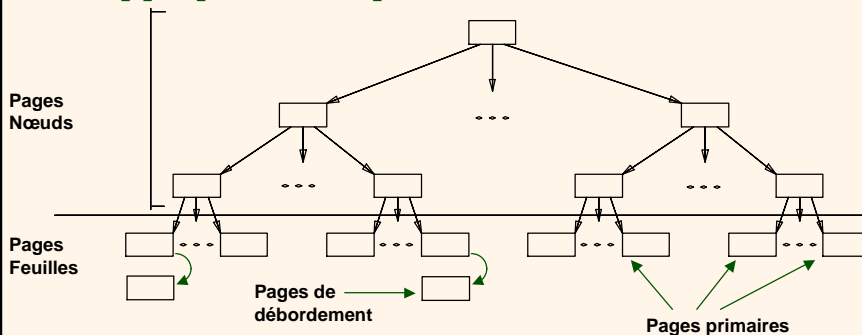 Pages
Nœuds
Pages
Feuilles
Pages de
débordement
Pages primaires